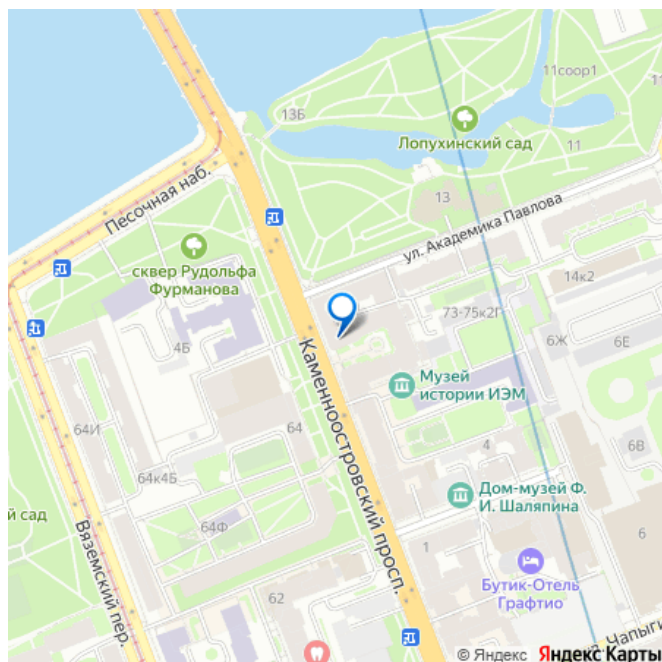 11соор1
13Б
Лопухинский сад
11
Песочная наб.
13
ул. Академика Павлова
сквер Рудольфа
Фурманова
14к2
73-75к2Г
6Ж
6Е
4Б
Каменноостровский просп.
Музей
истории ИЭМ
64И
64
4
6В
64к4Б
Дом-музей Ф.
И. Шаляпина
й сад
64Ф
Вяземский пер.
1
6
Бутик-Отель
Графтио
62
Чапыги
© Яндекс Яндекс Карты